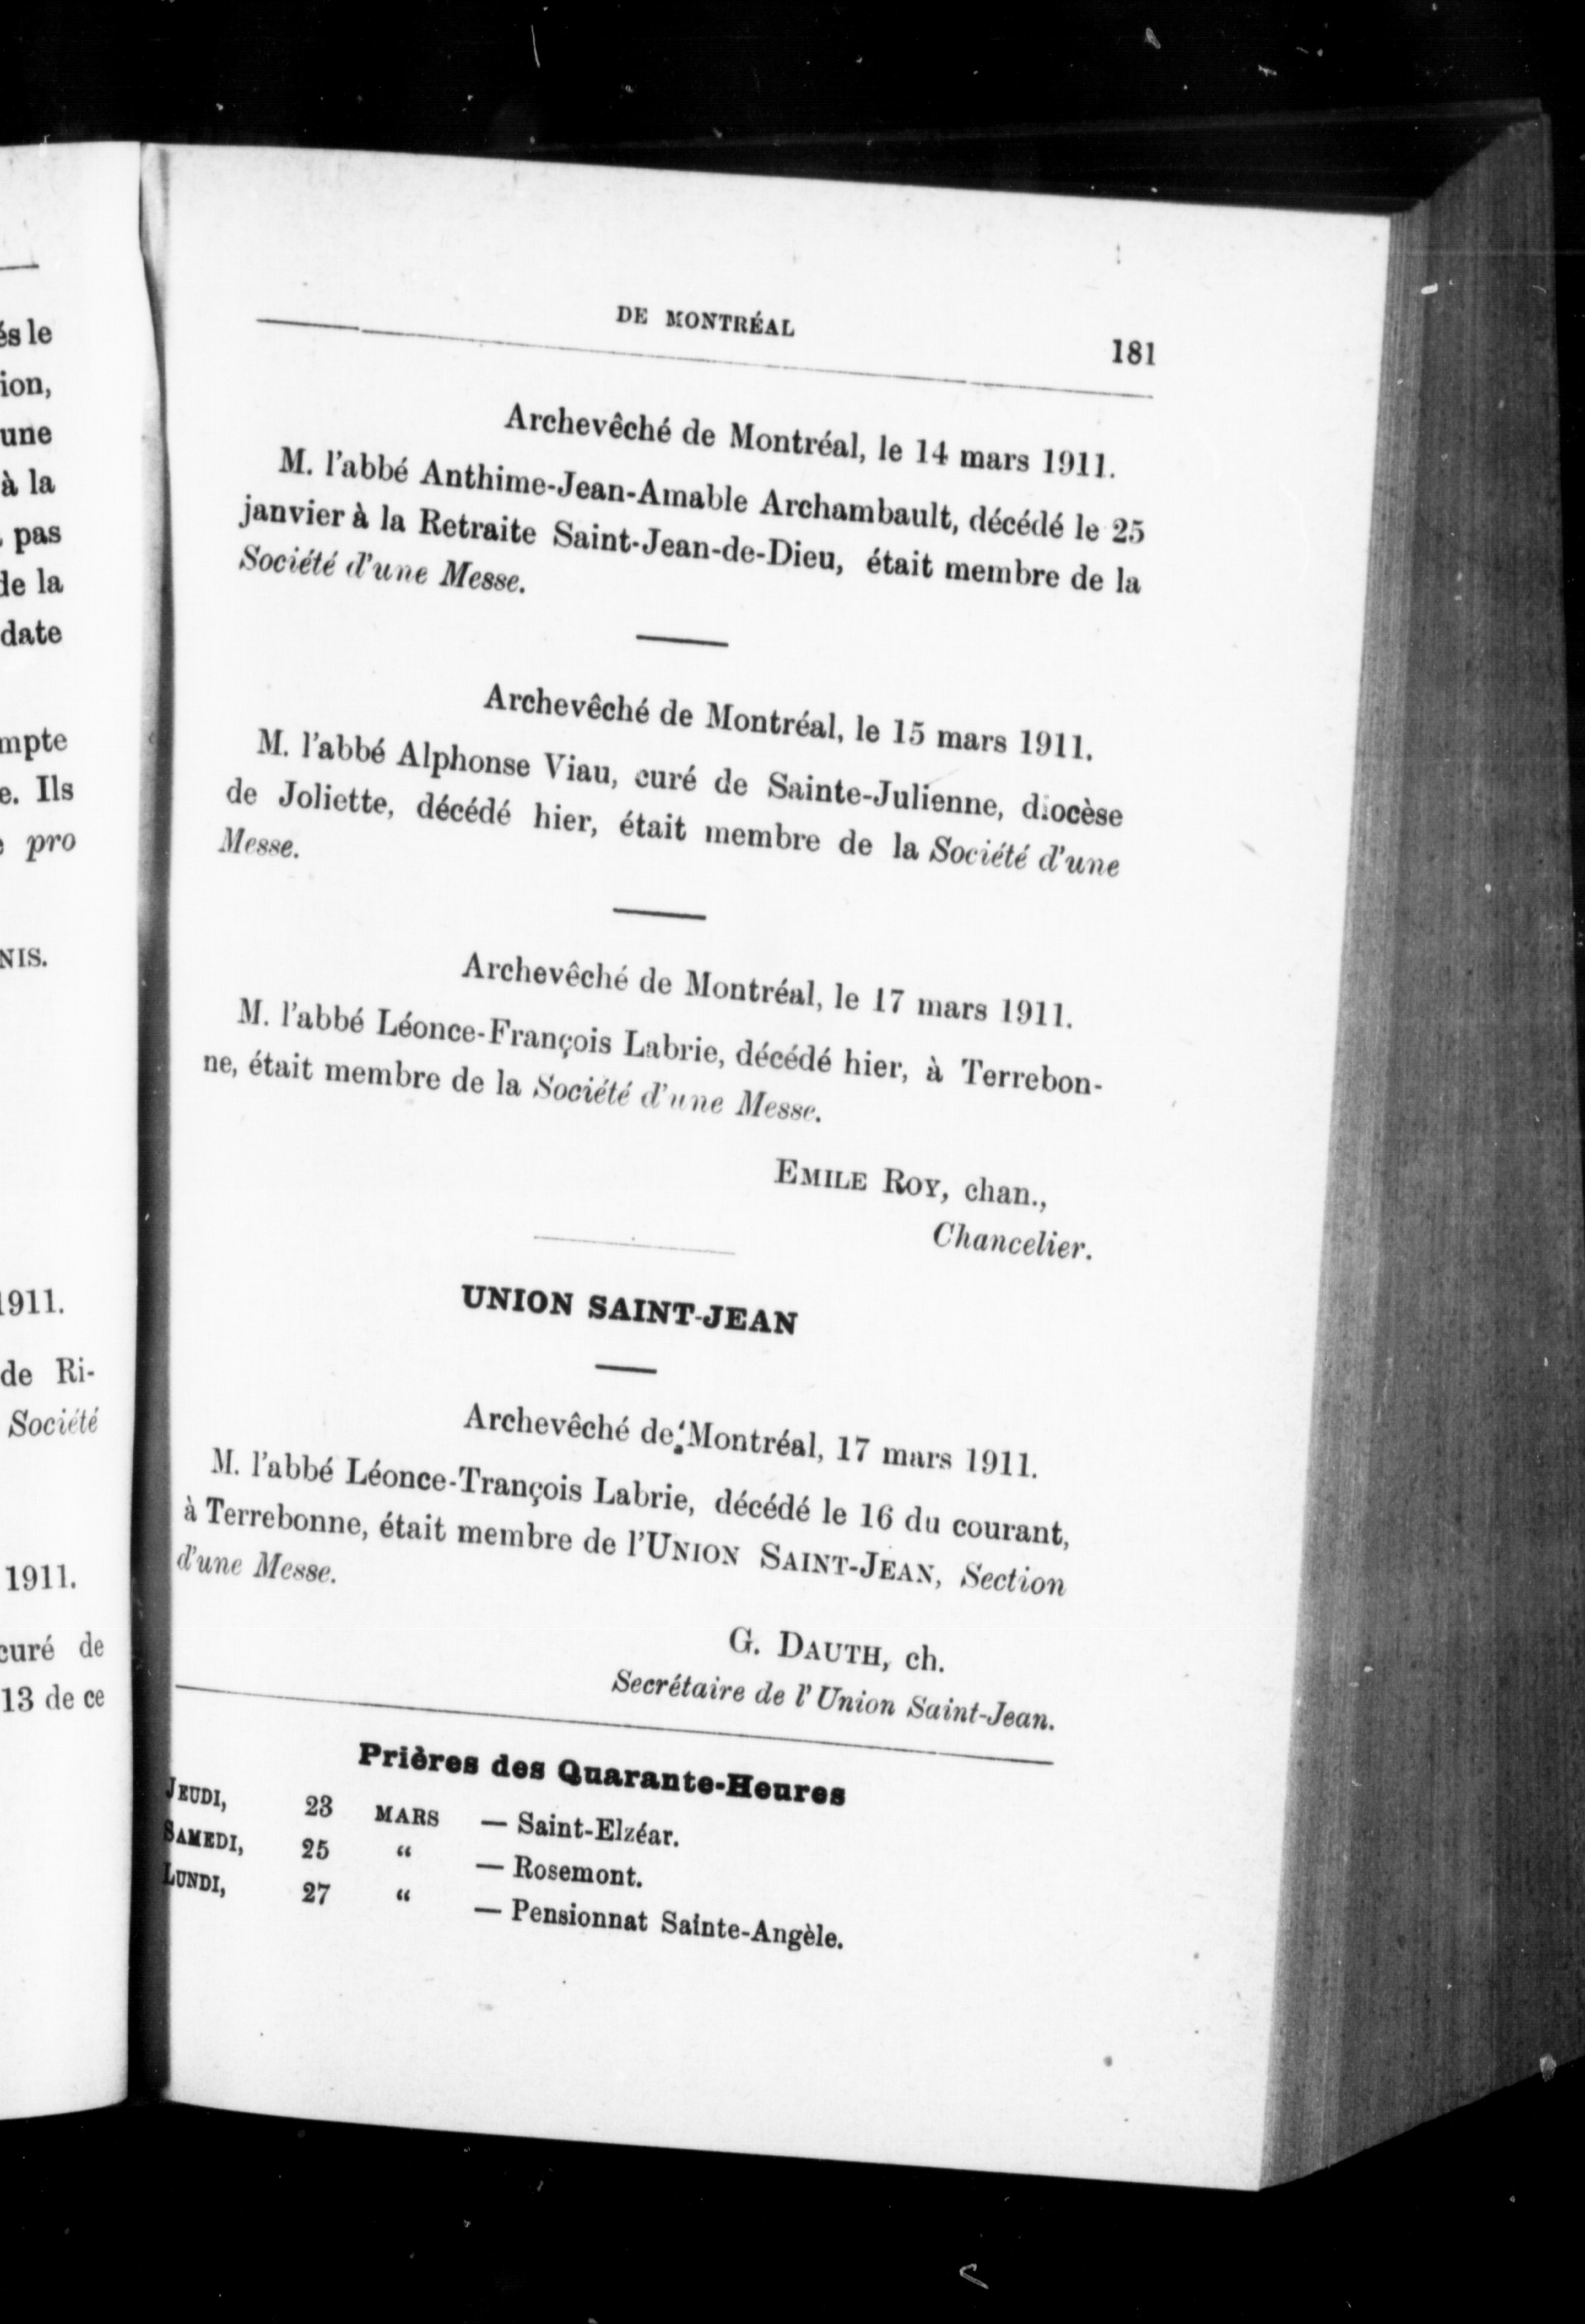 és le
ion,
une
à la
pas
de la
date
mpte
e. Ils
pro
NIS.
1911.
de Ri-
Société
1911.
curé de
13 de ce
DE MONTRÉAL
181
Archevêché de Montréal, le 14 mars 1911.
M. l'abbé Anthime-Jean-Amable Archambault, décédé le 25
janvier à la Retraite Saint-Jean-de-Dieu, était membre de la
Société d'une Messe.
Archevêché de Montréal, le 15 mars 1911.
M. l'abbé Alphonse Viau, curé de Sainte-Julienne, diocèse
de Joliette, décédé hier, était membre de la Société d'une
Messe.
Archevêché de Montréal, le 17 mars 1911.
M. l'abbé Léonce-François Labrie, décédé hier, à Terrebon-
ne, était membre de la Société d'une Messe.
EMILE ROY, chan.,
Chancelier.
UNION SAINT-JEAN
Archevêché de Montréal, 17 mars 1911.
M. l'abbé Léonce-Trançois Labrie, décédé le 16 du courant,
à Terrebonne, était membre de l'UNION SAINT-JEAN, Section
d'une Messe.
G. DAUTH, ch.
Secrétaire de l'Union Saint-Jean.
Prières des Quarante-Heures
JEUDI, 23 MARS — Saint-Elzéar.
SAMEDI, 25 “ — Rosemont.
LUNDI, 27 “ — Pensionnat Sainte-Angèle.